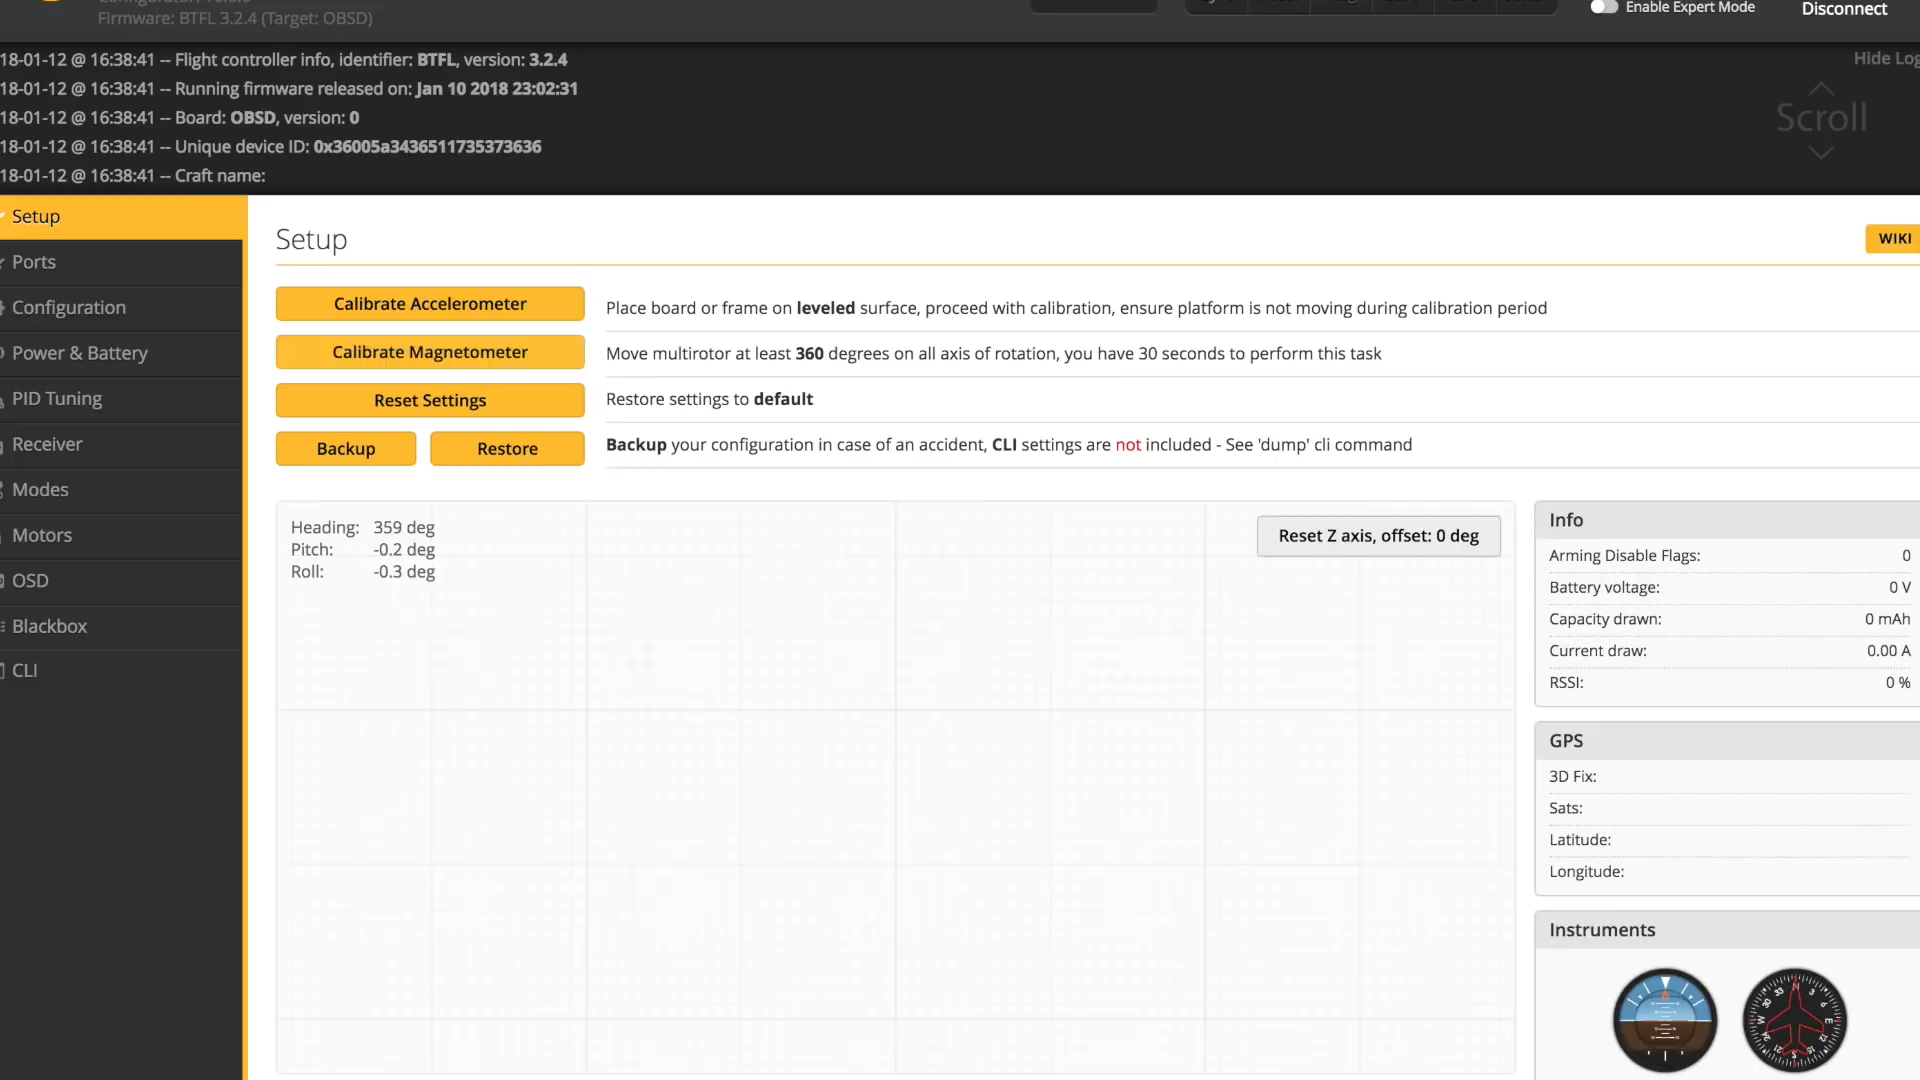 Firmware: BTFL 3.2.4 (Target: OBSD)
Enable Expert Mode
Disconnect
18-01-12 @ 16:38:41 -- Flight controller info, identifier: BTFL, version: 3.2.4
Hide Log
18-01-12 @ 16:38:41 -- Running firmware released on: Jan 10 2018 23:02:31
18-01-12 @ 16:38:41 -- Board: OBSD, version: 0
Scroll
18-01-12 @ 16:38:41 -- Unique device ID: 0x36005a3436511735373636
18-01-12 @ 16:38:41 -- Craft name:
Setup
Ports
Configuration
Power & Battery
PID Tuning
Receiver
Modes
Motors
OSD
Blackbox
CLI
Setup
WIKI
Calibrate Accelerometer
Place board or frame on leveled surface, proceed with calibration, ensure platform is not moving during calibration period
Calibrate Magnetometer
Move multirotor at least 360 degrees on all axis of rotation, you have 30 seconds to perform this task
Reset Settings
Restore settings to default
Backup
Restore
Backup your configuration in case of an accident, CLI settings are not included - See 'dump' cli command
Heading: 359 deg
Pitch: -0.2 deg
Roll: -0.3 deg
Reset Z axis, offset: 0 deg
Info
Arming Disable Flags: 0
Battery voltage: 0 V
Capacity drawn: 0 mAh
Current draw: 0.00 A
RSSI: 0 %
GPS
3D Fix:
Sats:
Latitude:
Longitude:
Instruments
N
3
6
E
12
15
S
21
24
W
30
33